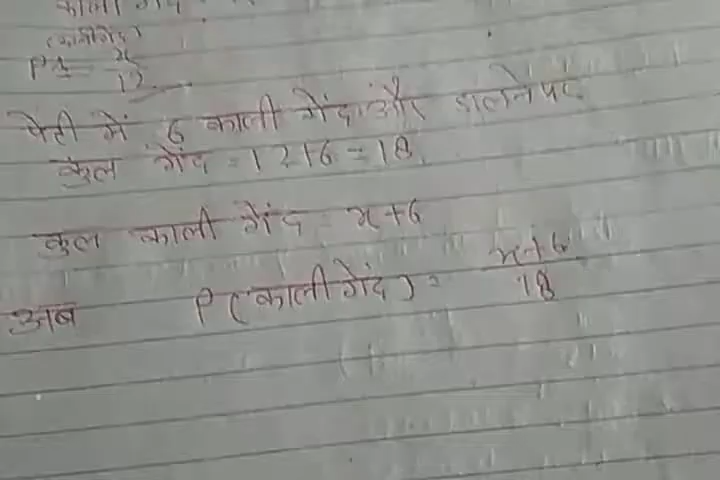 काली गेंद
(कालीगेंद)
P = x/12
पेटी में 6 काली गेंद और डालने पर
कुल गेंद = 12+6 = 18
कुल काली गेंद = x+6
अब P (काली गेंद) = x+6/18